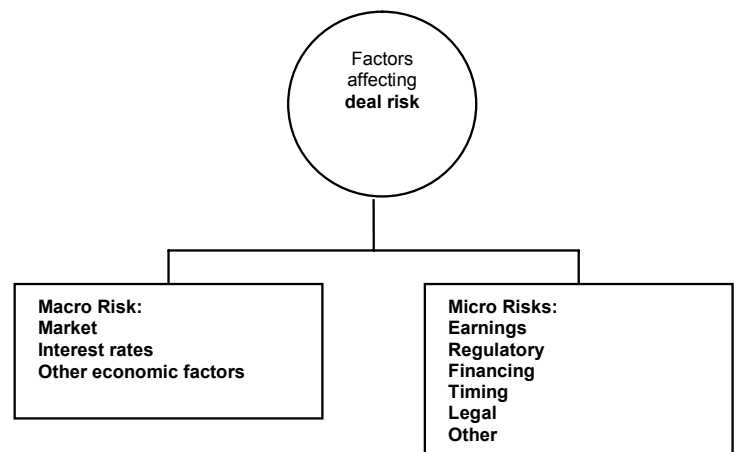 Factors
affecting
deal risk
Macro Risk:
Market
Interest rates
Other economic factors
Micro Risks:
Earnings
Regulatory
Financing
Timing
Legal
Other